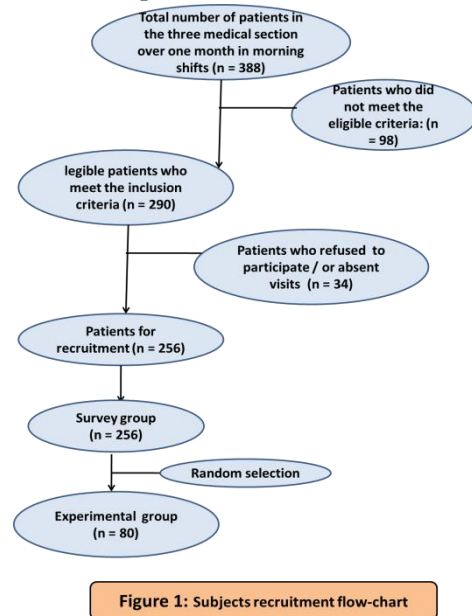 Total number of patients in
the three medical section
over one month in morning
shifts (n = 388)
Patients who did
not meet the
eligible criteria: (n
= 98)
legible patients who
meet the inclusion
criteria (n = 290)
Patients who refused to
participate / or absent
visits (n = 34)
Patients for
recruitment (n = 256)
Survey group
(n = 256)
Random selection
Experimental group
(n = 80)
Figure 1: Subjects recruitment flow-chart